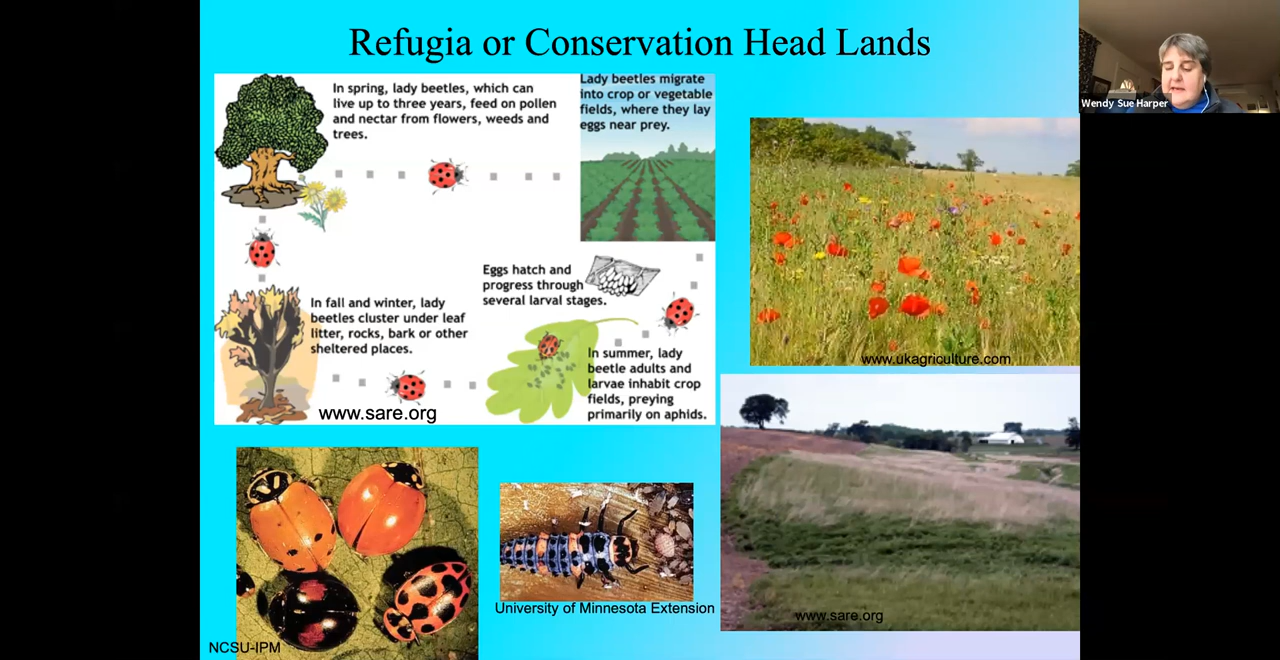 Refugia or Conservation Head Lands
Wendy Sue Harper
In spring, lady beetles, which can
live up to three years, feed on pollen
and nectar from flowers, weeds and
trees.
Lady beetles migrate
into crop or vegetable
fields, where they lay
eggs near prey.
Eggs hatch and
progress through
several larval stages.
In fall and winter, lady
beetles cluster under leaf
litter, rocks, bark or other
sheltered places.
In summer, lady
beetle adults and
larvae inhabit crop
fields, preying
primarily on aphids.
www.sare.org
www.ukagriculture.com
University of Minnesota Extension
www.sare.org
NCSU-IPM